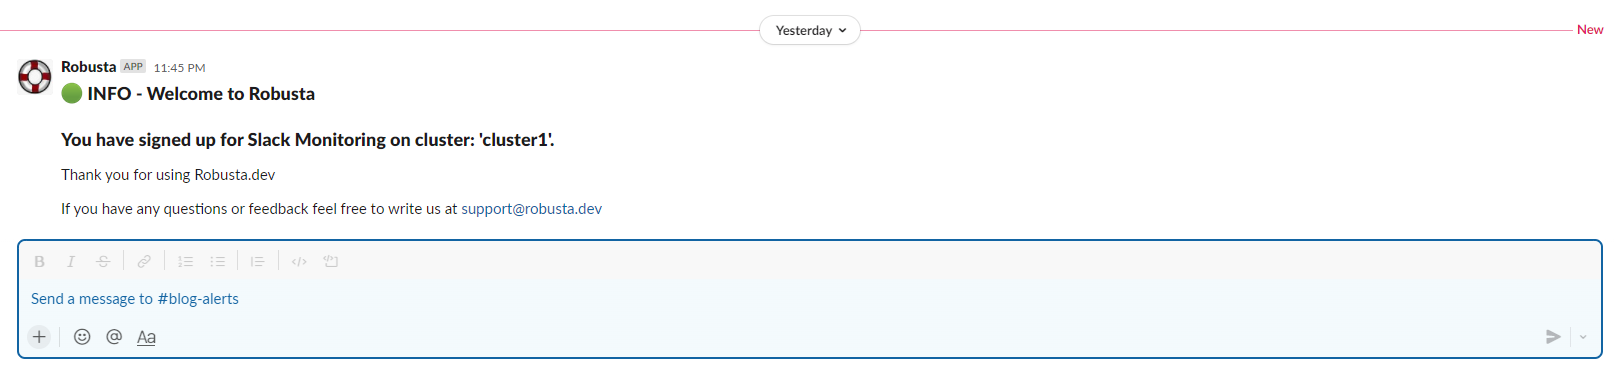 Yesterday
New
Robusta APP 11:45 PM
INFO - Welcome to Robusta
You have signed up for Slack Monitoring on cluster: 'cluster1'.
Thank you for using Robusta.dev
If you have any questions or feedback feel free to write us at support@robusta.dev
B I S
Send a message to #blog-alerts
@ Aa